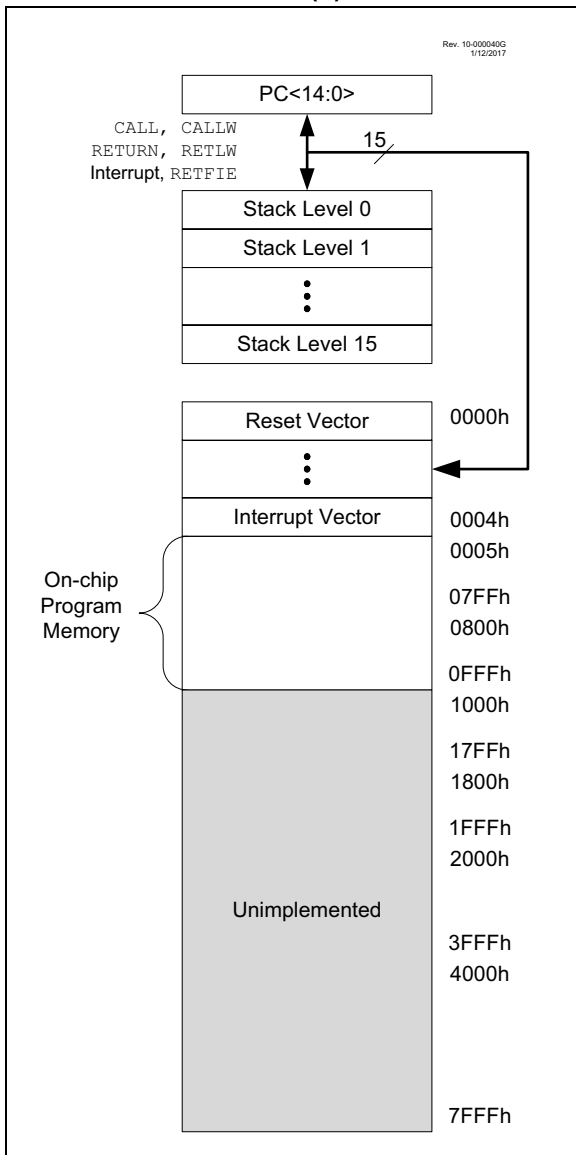 Rev. 10-000040G
1/12/2017
PC<14:0>
CALL, CALLW
RETURN, RETLW
Interrupt, RETFIE
15
Stack Level 0
Stack Level 1
Stack Level 15
Reset Vector
0000h
Interrupt Vector
0004h
0005h
On-chip
Program
Memory
07FFh
0800h
0FFFh
1000h
17FFh
1800h
1FFFh
2000h
Unimplemented
3FFFh
4000h
7FFFh